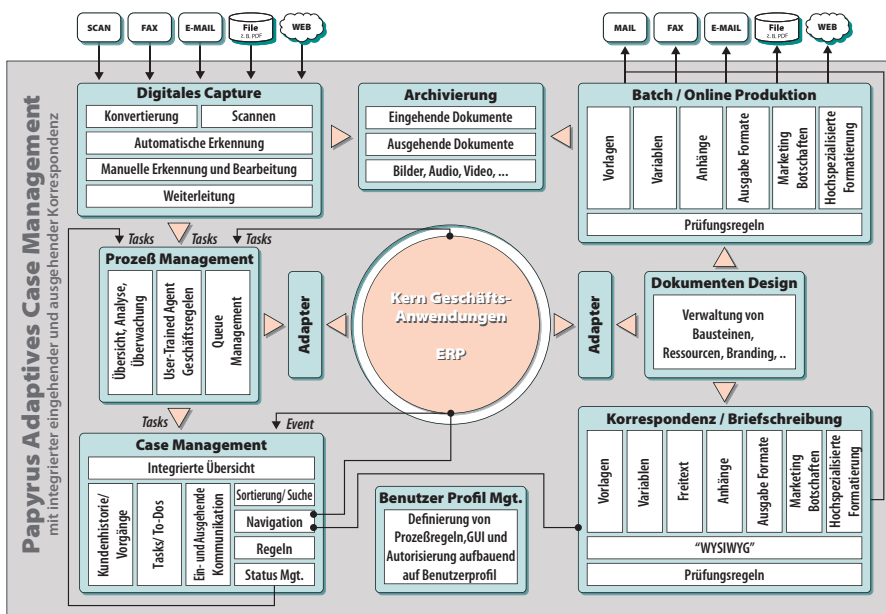 SCAN
FAX
E-MAIL
File
z. B. PDF
WEB
MAIL
FAX
E-MAIL
File
z. B. PDF
WEB
Papyrus Adaptives Case Management
mit integrierter eingehender und ausgehender Korrespondenz
Digitales Capture
Konvertierung
Scannen
Automatische Erkennung
Manuelle Erkennung und Bearbeitung
Weiterleitung
Archivierung
Eingehende Dokumente
Ausgehende Dokumente
Bilder, Audio, Video, ...
Batch / Online Produktion
Vorlagen
Variablen
Anhänge
Ausgabe Formate
Marketing
Botschaften
Hochspezialisierte
Formatierung
Prüfungsregeln
Tasks
Tasks
Tasks
Prozeß Management
Übersicht, Analyse,
Überwachung
User-Trained Agent
Geschäftsregelen
Queue
Management
Adapter
Kern Geschäfts-
Anwendungen
ERP
Adapter
Dokumenten Design
Verwaltung von
Bausteinen,
Ressourcen, Branding, ..
Tasks
Event
Case Management
Integrierte Übersicht
Kundenhistorie/
Vorgänge
Tasks/ To-Dos
Ein- und Ausgehende
Kommunikation
Sortierung/ Suche
Navigation
Regeln
Status Mgt.
Benutzer Profil Mgt.
Definierung von
Prozeßregeln,GUI und
Autorisierung aufbauend
auf Benutzerprofil
Korrespondenz / Briefschreibung
Vorlagen
Variablen
Freitext
Anhänge
Ausgabe Formate
Marketing
Botschaften
Hochspezialisierte
Formatierung
“WYSIWYG”
Prüfungsregeln